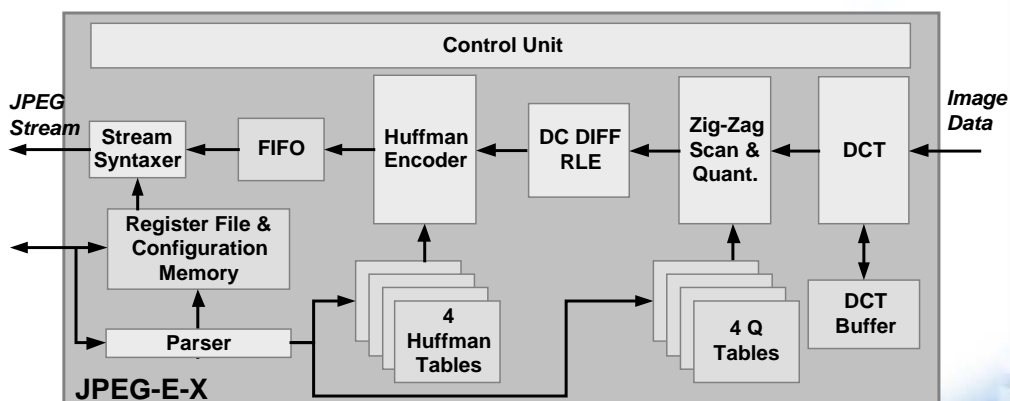 Control Unit
JPEG
Stream
Stream
Syntaxer
FIFO
Huffman
Encoder
DC DIFF
RLE
Zig-Zag
Scan &
Quant.
DCT
Image
Data
Register File &
Configuration
Memory
Parser
4
Huffman
Tables
4 Q
Tables
DCT
Buffer
JPEG-E-X